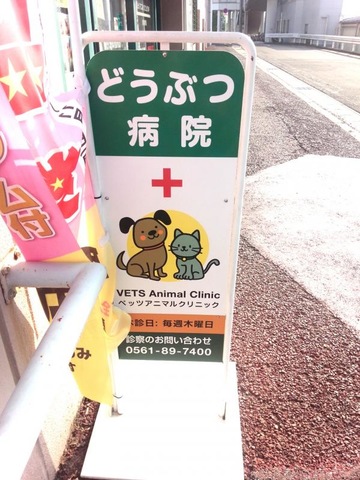 どうぶつ
病院
VETS Animal Clinic
ベッツアニマルクリニック
休診日: 毎週木曜日
診察のお問い合わせ
0561-89-7400
ム付